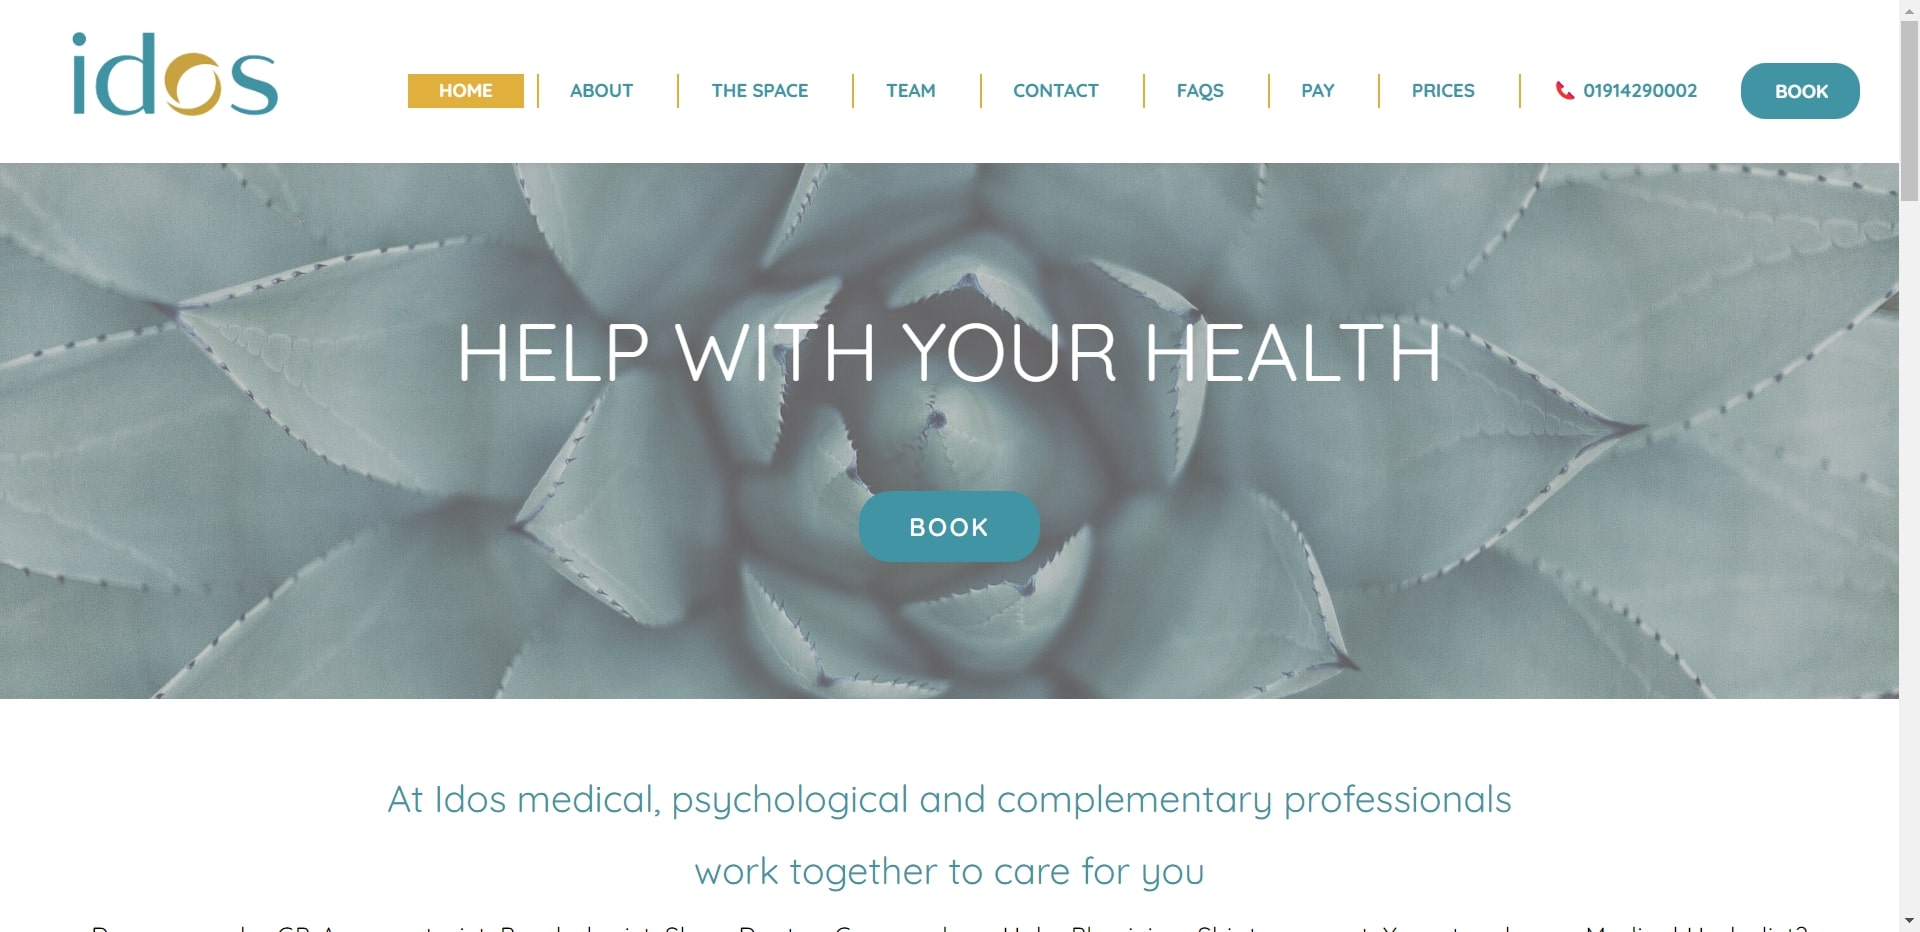 idos
HOME
ABOUT
THE SPACE
TEAM
CONTACT
FAQS
PAY
PRICES
01914290002
BOOK
HELP WITH YOUR HEALTH
BOOK
At Idos medical, psychological and complementary professionals
work together to care for you